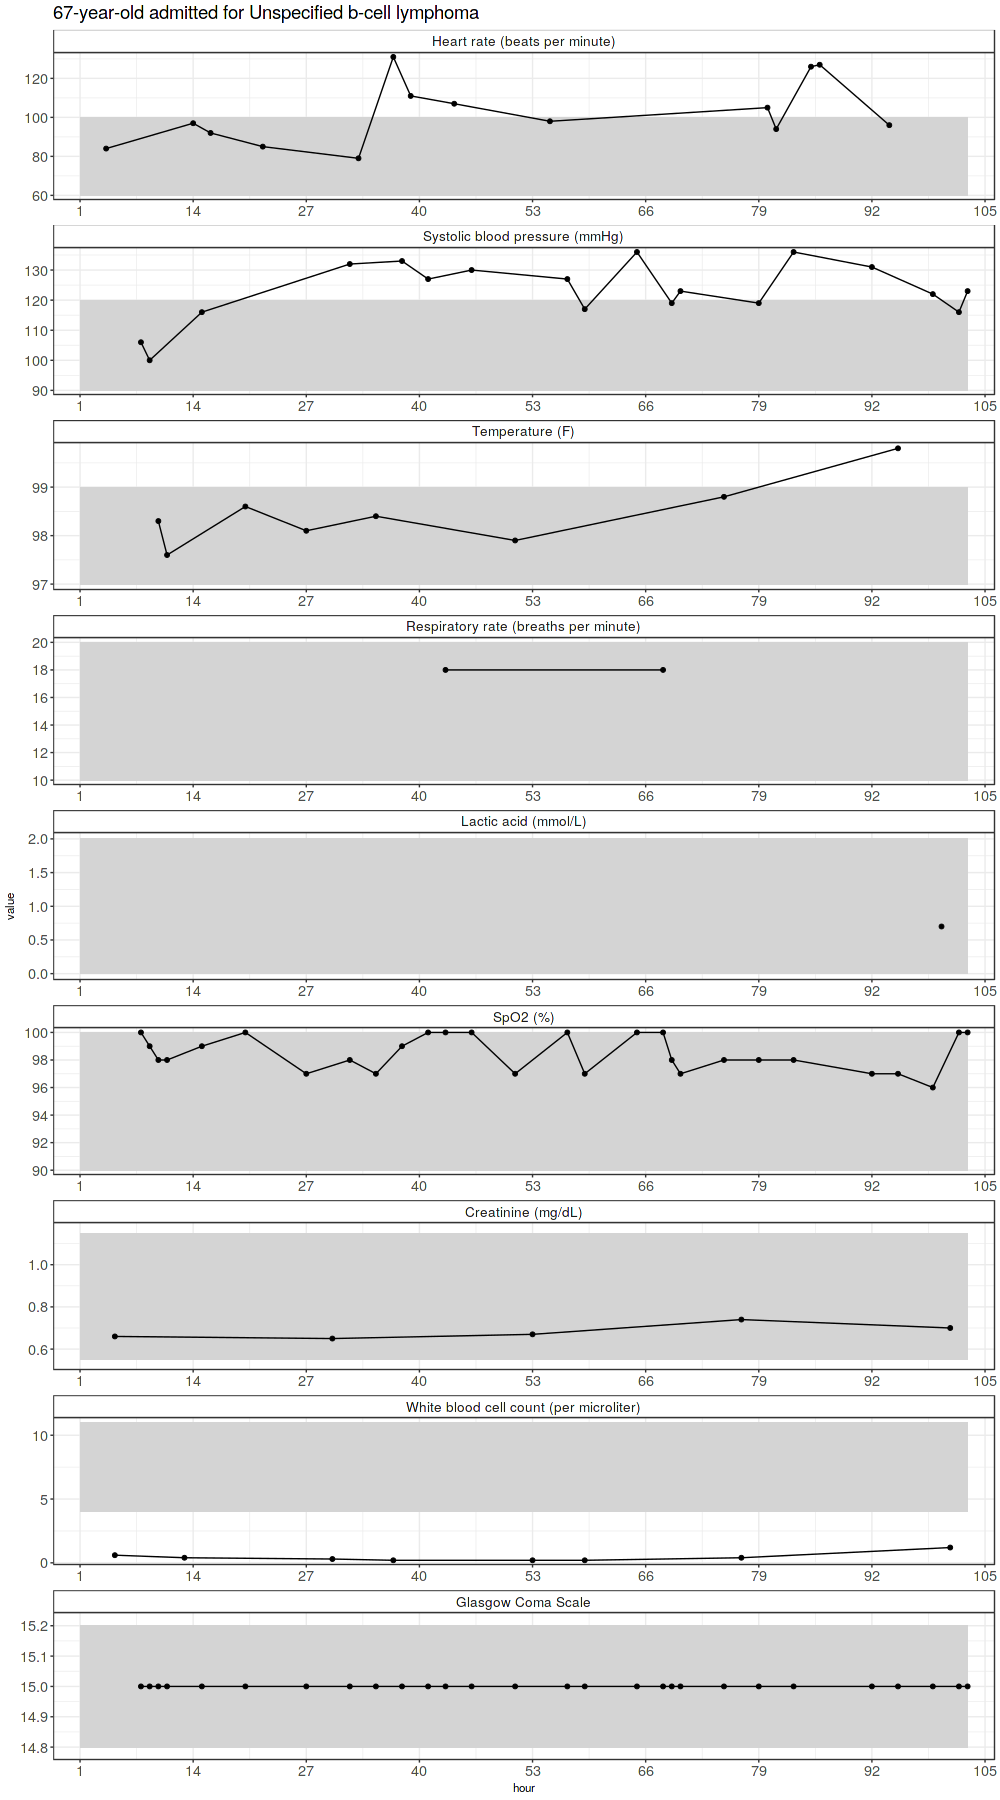 67-year-old admitted for Unspecified b-cell lymphoma
Heart rate (beats per minute)
120
100
80
60
1 14 27 40 53 66 79 92 105
Systolic blood pressure (mmHg)
130
120
110
100
90
1 14 27 40 53 66 79 92 105
Temperature (F)
99
98
97
1 14 27 40 53 66 79 92 105
Respiratory rate (breaths per minute)
20
18
16
14
12
10
1 14 27 40 53 66 79 92 105
Lactic acid (mmol/L)
2.0
1.5
1.0
0.5
0.0
1 14 27 40 53 66 79 92 105
value
SpO2 (%)
100
98
96
94
92
90
1 14 27 40 53 66 79 92 105
Creatinine (mg/dL)
1.0
0.8
0.6
1 14 27 40 53 66 79 92 105
White blood cell count (per microliter)
10
5
0
1 14 27 40 53 66 79 92 105
Glasgow Coma Scale
15.2
15.1
15.0
14.9
14.8
1 14 27 40 53 66 79 92 105
hour